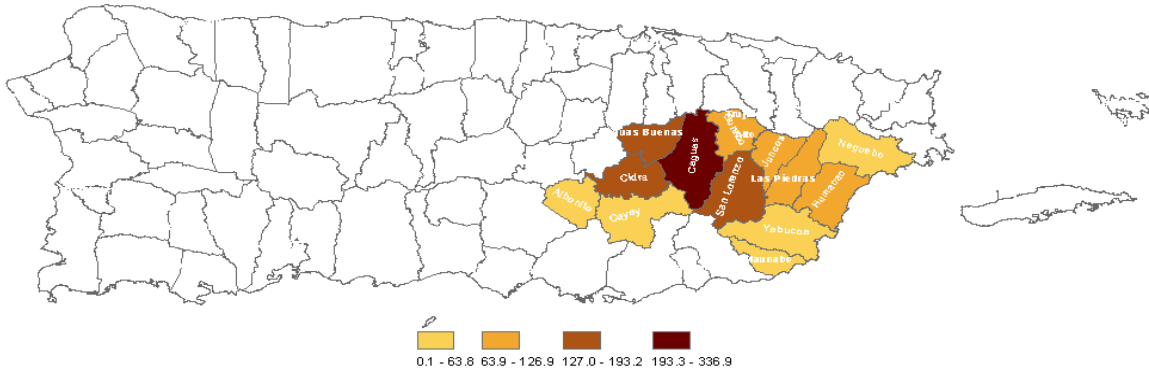 uas Buenas
Caguas
Juncos
Naguabo
Cidra
San Lorenzo
Las Piedras
Humacao
Aibonito
Cayey
Yabucoa
aunabo
0.1 - 63.8 63.9 - 126.9 127.0 - 193.2 193.3 - 336.9